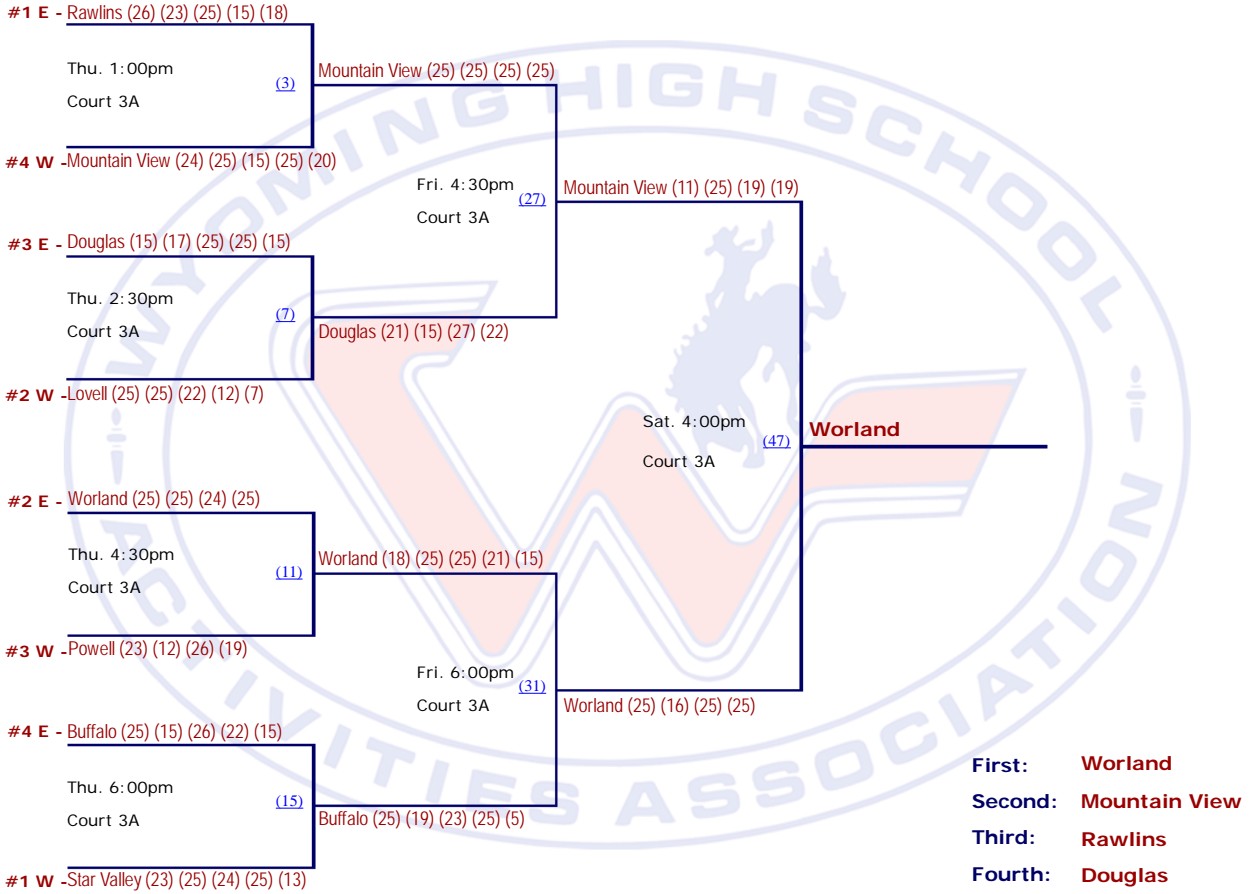 #1 E - Rawlins (26) (23) (25) (15) (18)
Thu. 1:00pm
Court 3A
(3)
Mountain View (25) (25) (25) (25)
#4 W - Mountain View (24) (25) (15) (25) (20)
Fri. 4:30pm
Court 3A
(27)
Mountain View (11) (25) (19) (19)
#3 E - Douglas (15) (17) (25) (25) (15)
Thu. 2:30pm
Court 3A
(7)
Douglas (21) (15) (27) (22)
#2 W - Lovell (25) (25) (22) (12) (7)
Sat. 4:00pm
Court 3A
(47)
Worland
#2 E - Worland (25) (25) (24) (25)
Thu. 4:30pm
Court 3A
(11)
Worland (18) (25) (25) (21) (15)
#3 W - Powell (23) (12) (26) (19)
Fri. 6:00pm
Court 3A
(31)
Worland (25) (16) (25) (25)
#4 E - Buffalo (25) (15) (26) (22) (15)
Thu. 6:00pm
Court 3A
(15)
Buffalo (25) (19) (23) (25) (5)
#1 W - Star Valley (23) (25) (24) (25) (13)
First: Worland
Second: Mountain View
Third: Rawlins
Fourth: Douglas
WYOMING HIGH SCHOOL
ACTIVITIES ASSOCIATION